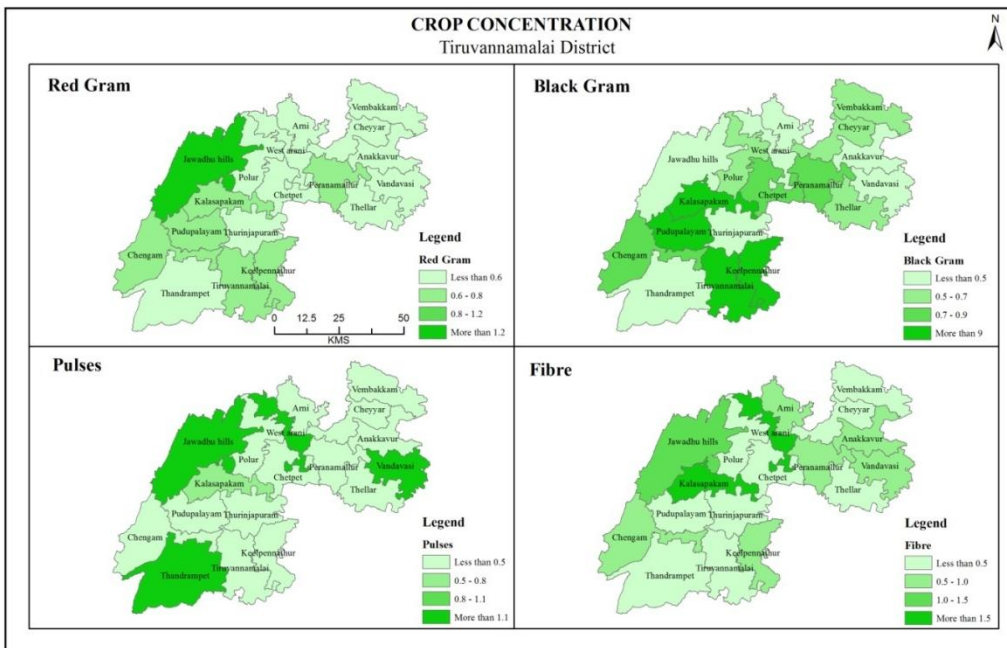 CROP CONCENTRATION
Tiruvannamalai District
N
Red Gram
Vembakkam
Arni
Cheyyar
West arani
Jawadhu hills
Anakkavur
Polur
Peranamallur
Vandavasi
Chetpet
Kalasapakam
Thellar
Pudupalayam
Thurinjapuram
Chengam
Keelpennathur
Thandrampet
Tiruvannamalai
Legend
Red Gram
Less than 0.6
0.6 - 0.8
0.8 - 1.2
More than 1.2
0 12.5 25 50
KMS
Black Gram
Vembakkam
Arni
Cheyyar
West arani
Jawadhu hills
Anakkavur
Polur
Peranamallur
Vandavasi
Chetpet
Kalasapakam
Thellar
Pudupalayam
Thurinjapuram
Chengam
Keelpennathur
Thandrampet
Tiruvannamalai
Legend
Black Gram
Less than 0.5
0.5 - 0.7
0.7 - 0.9
More than 9
Pulses
Vembakkam
Arni
Cheyyar
West arani
Jawadhu hills
Anakkavur
Polur
Peranamallur
Vandavasi
Chetpet
Kalasapakam
Thellar
Pudupalayam
Thurinjapuram
Chengam
Keelpennathur
Thandrampet
Tiruvannamalai
Legend
Pulses
Less than 0.5
0.5 - 0.8
0.8 - 1.1
More than 1.1
Fibre
Vembakkam
Arni
Cheyyar
West arani
Jawadhu hills
Anakkavur
Polur
Peranamallur
Vandavasi
Chetpet
Kalasapakam
Thellar
Pudupalayam
Thurinjapuram
Chengam
Keelpennathur
Thandrampet
Tiruvannamalai
Legend
Fibre
Less than 0.5
0.5 - 1.0
1.0 - 1.5
More than 1.5